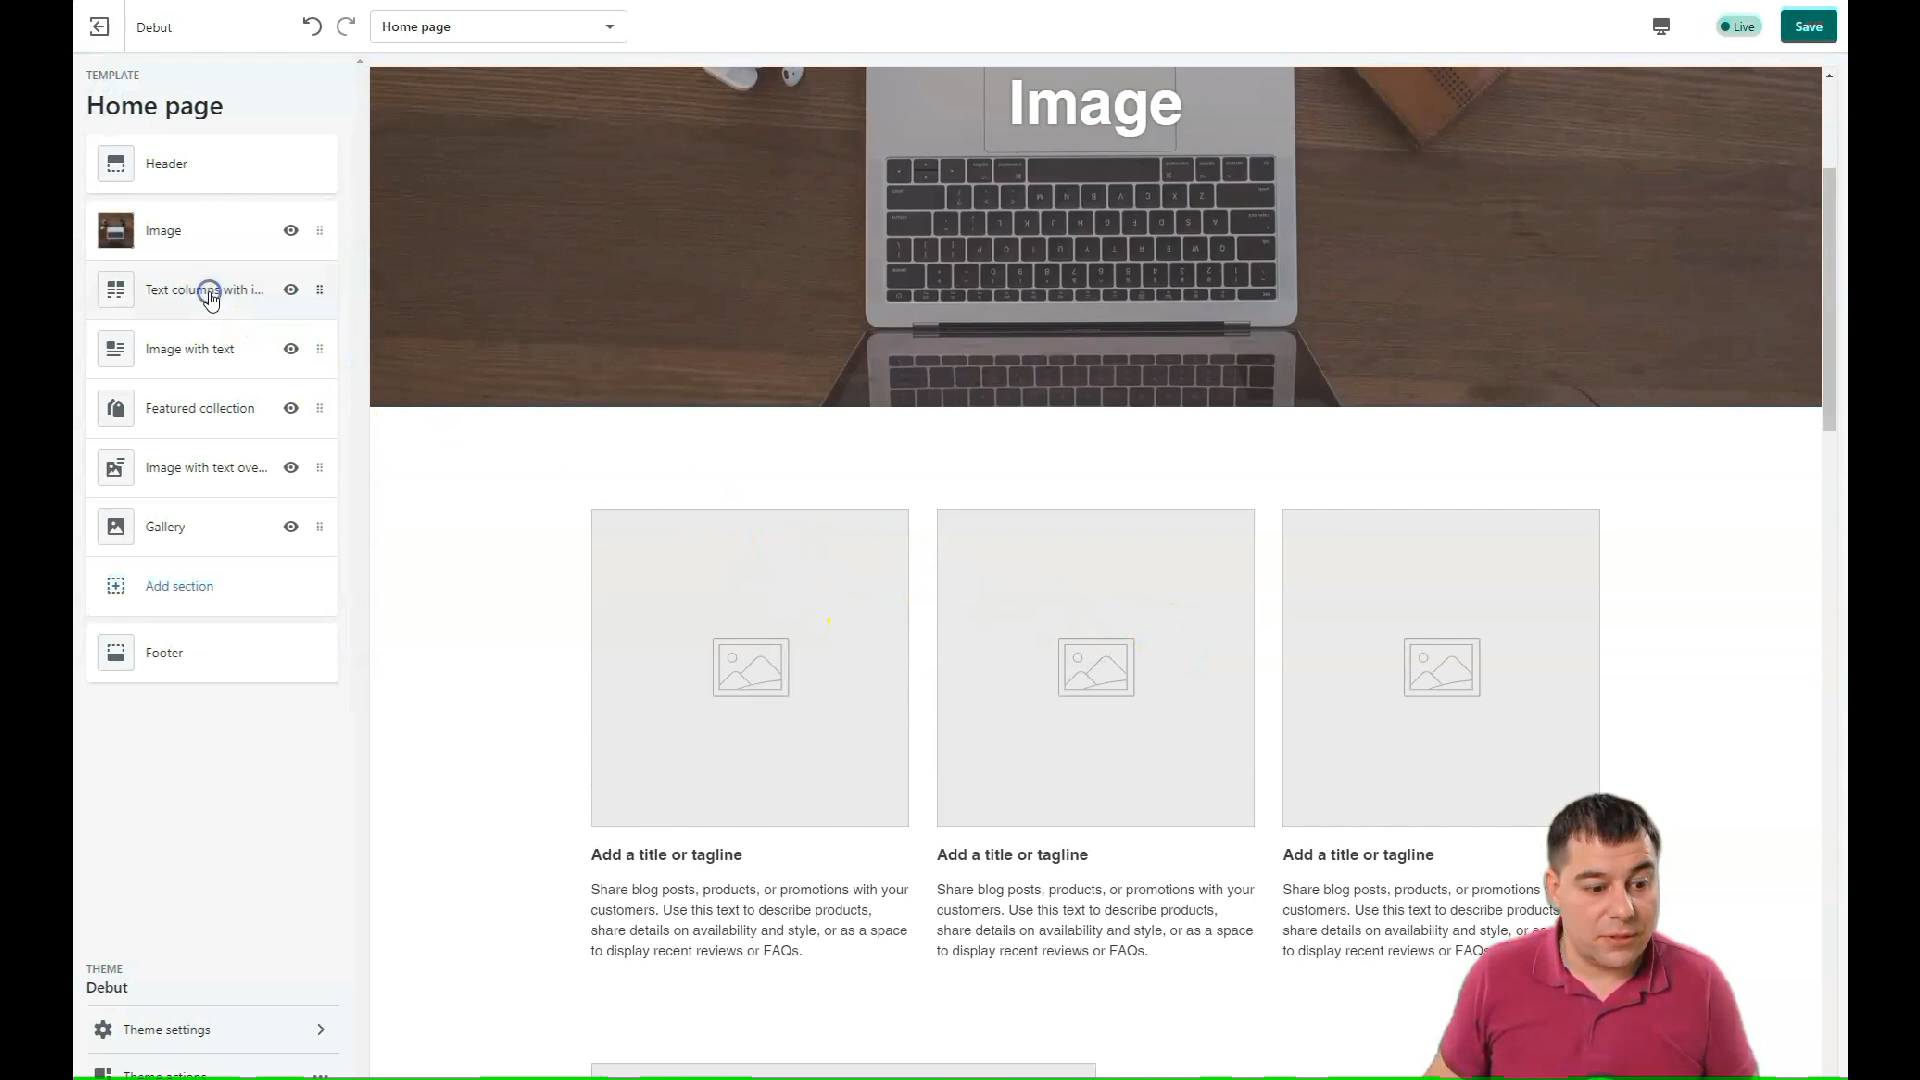 Debut
Home page
Live
Save
TEMPLATE
Home page
Header
Image
Text columns with i...
Image with text
Featured collection
Image with text ove...
Gallery
Add section
Footer
THEME
Debut
Theme settings
Theme actions
Image
Add a title or tagline
Share blog posts, products, or promotions with your
customers. Use this text to describe products,
share details on availability and style, or as a space
to display recent reviews or FAQs.
Add a title or tagline
Share blog posts, products, or promotions with your
customers. Use this text to describe products,
share details on availability and style, or as a space
to display recent reviews or FAQs.
Add a title or tagline
Share blog posts, products, or promotions
customers. Use this text to describe products
share details on availability and style, or
to display recent reviews or FAQs.